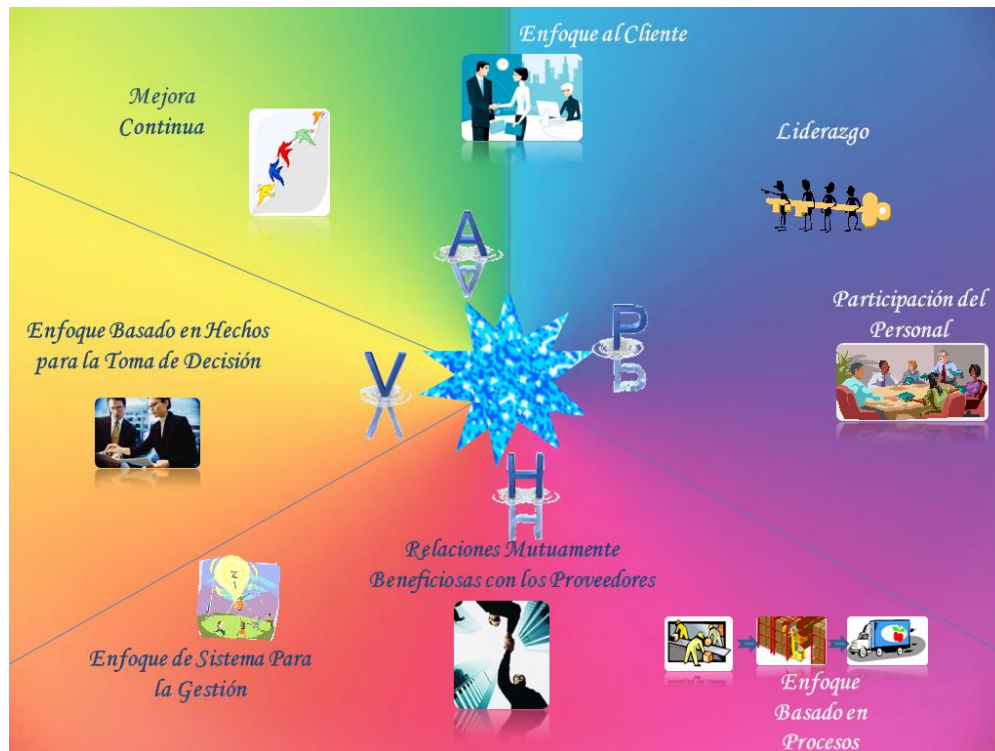 Enfoque al Cliente
Mejora
Continua
Liderazgo
A
Participación del
Personal
P
Enfoque Basado en Hechos
para la Toma de Decisión
V
H
Relaciones Mutuamente
Beneficiosas con los Proveedores
Enfoque de Sistema Para
la Gestión
Enfoque
Basado en
Procesos